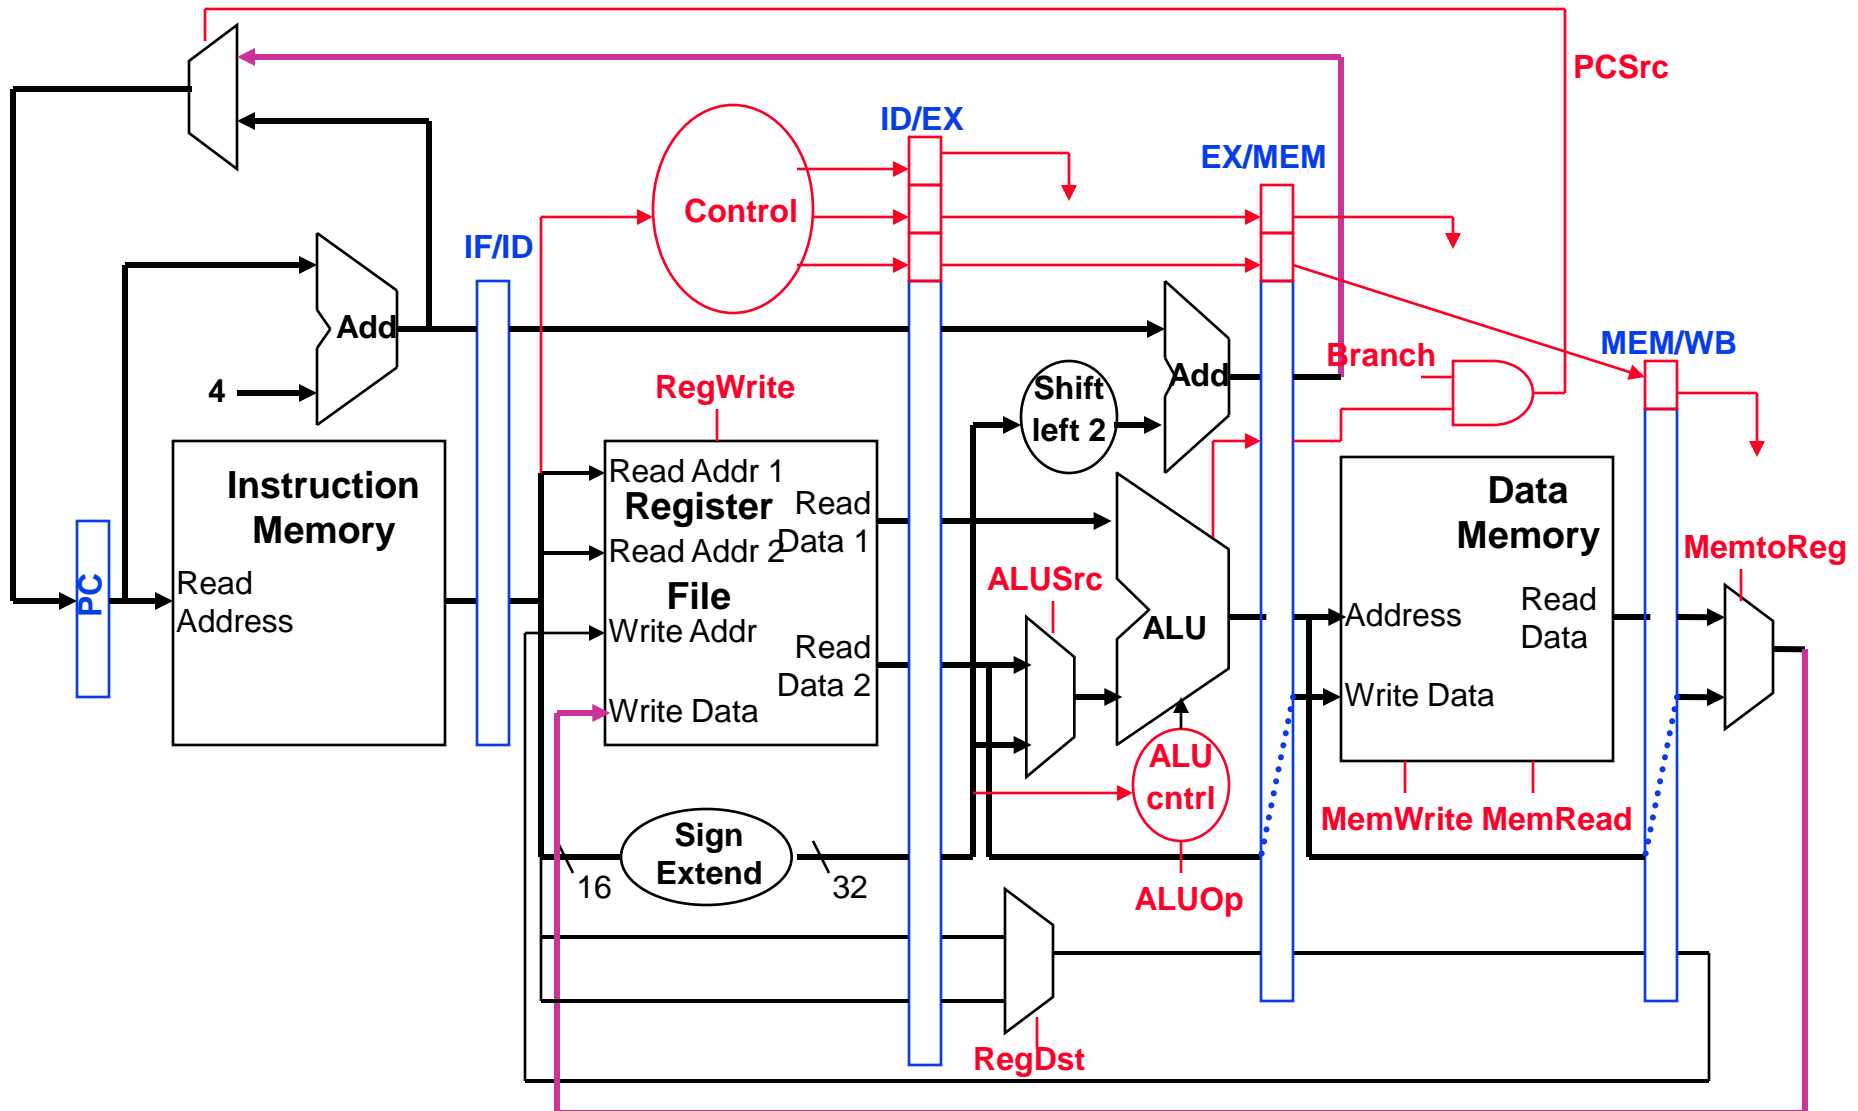 PCSrc
ID/EX
EX/MEM
Control
IF/ID
Add
Branch
MEM/WB
Shift
left 2
Add
4
RegWrite
Instruction
Memory
Read Addr 1
Register
Read
Data 1
Read Addr 2
File
Write Addr
Read
Data 2
Write Data
Data
Memory
MemtoReg
PC
Read
Address
ALUSrc
ALU
Address
Read
Data
Write Data
ALU
cntrl
MemWrite MemRead
Sign
Extend
16
32
ALUOp
RegDst